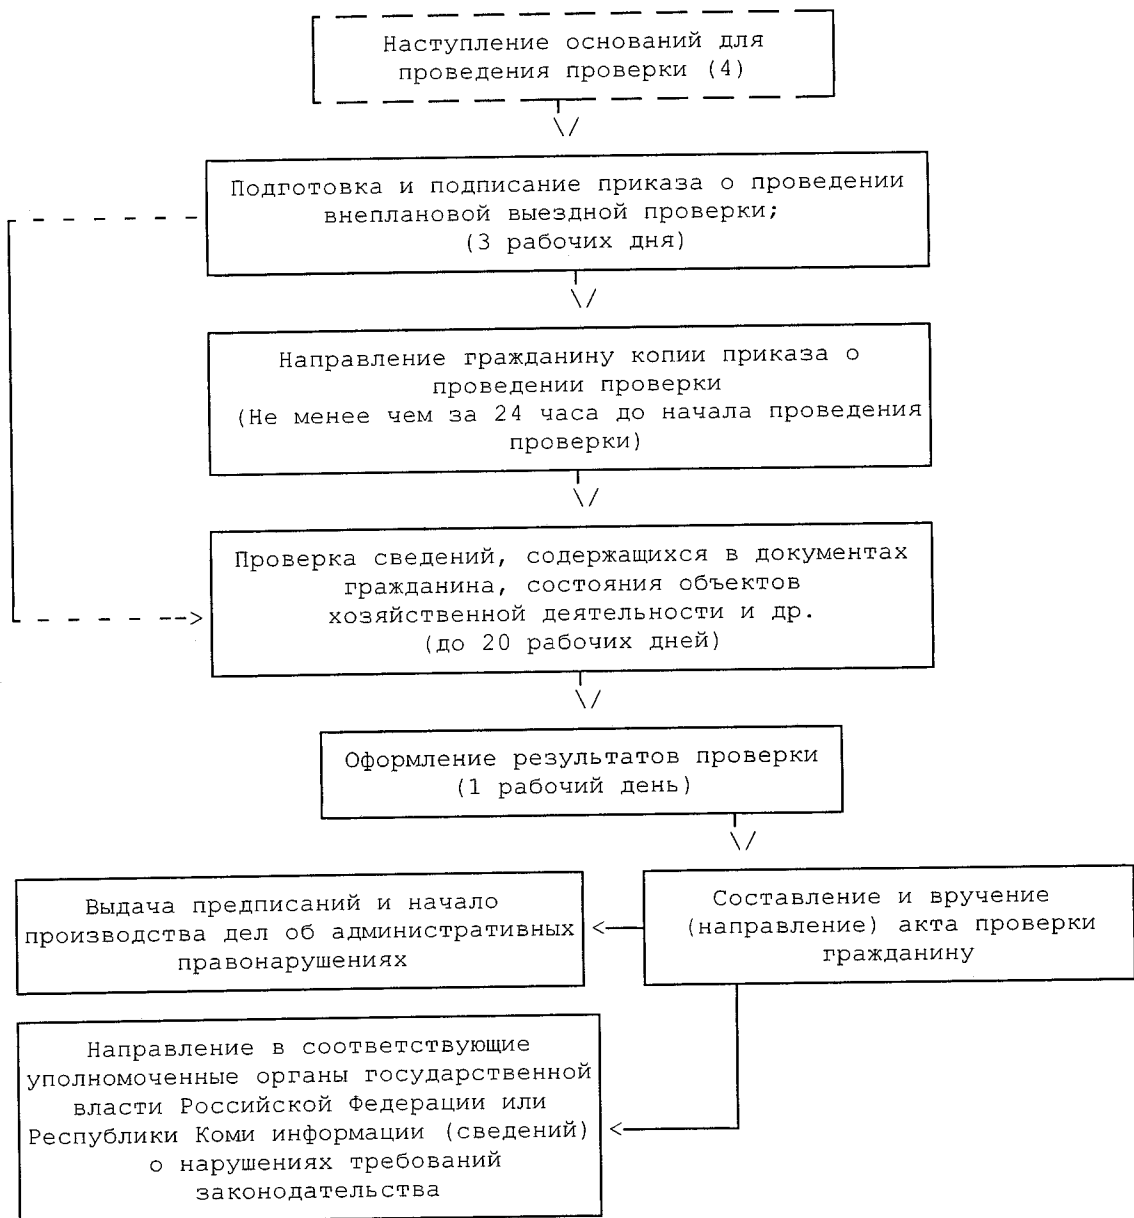 Наступление оснований для
проведения проверки (4)
\/
Подготовка и подписание приказа о проведении
внеплановой выездной проверки;
(3 рабочих дня)
\/
Направление гражданину копии приказа о
проведении проверки
(Не менее чем за 24 часа до начала проведения
проверки)
\/
Проверка сведений, содержащихся в документах
гражданина, состояния объектов
хозяйственной деятельности и др.
(до 20 рабочих дней)
\/
Оформление результатов проверки
(1 рабочий день)
\/
Составление и вручение
(направление) акта проверки
гражданину
Выдача предписаний и начало
производства дел об административных
правонарушениях
Направление в соответствующие
уполномоченные органы государственной
власти Российской Федерации или
Республики Коми информации (сведений)
о нарушениях требований
законодательства